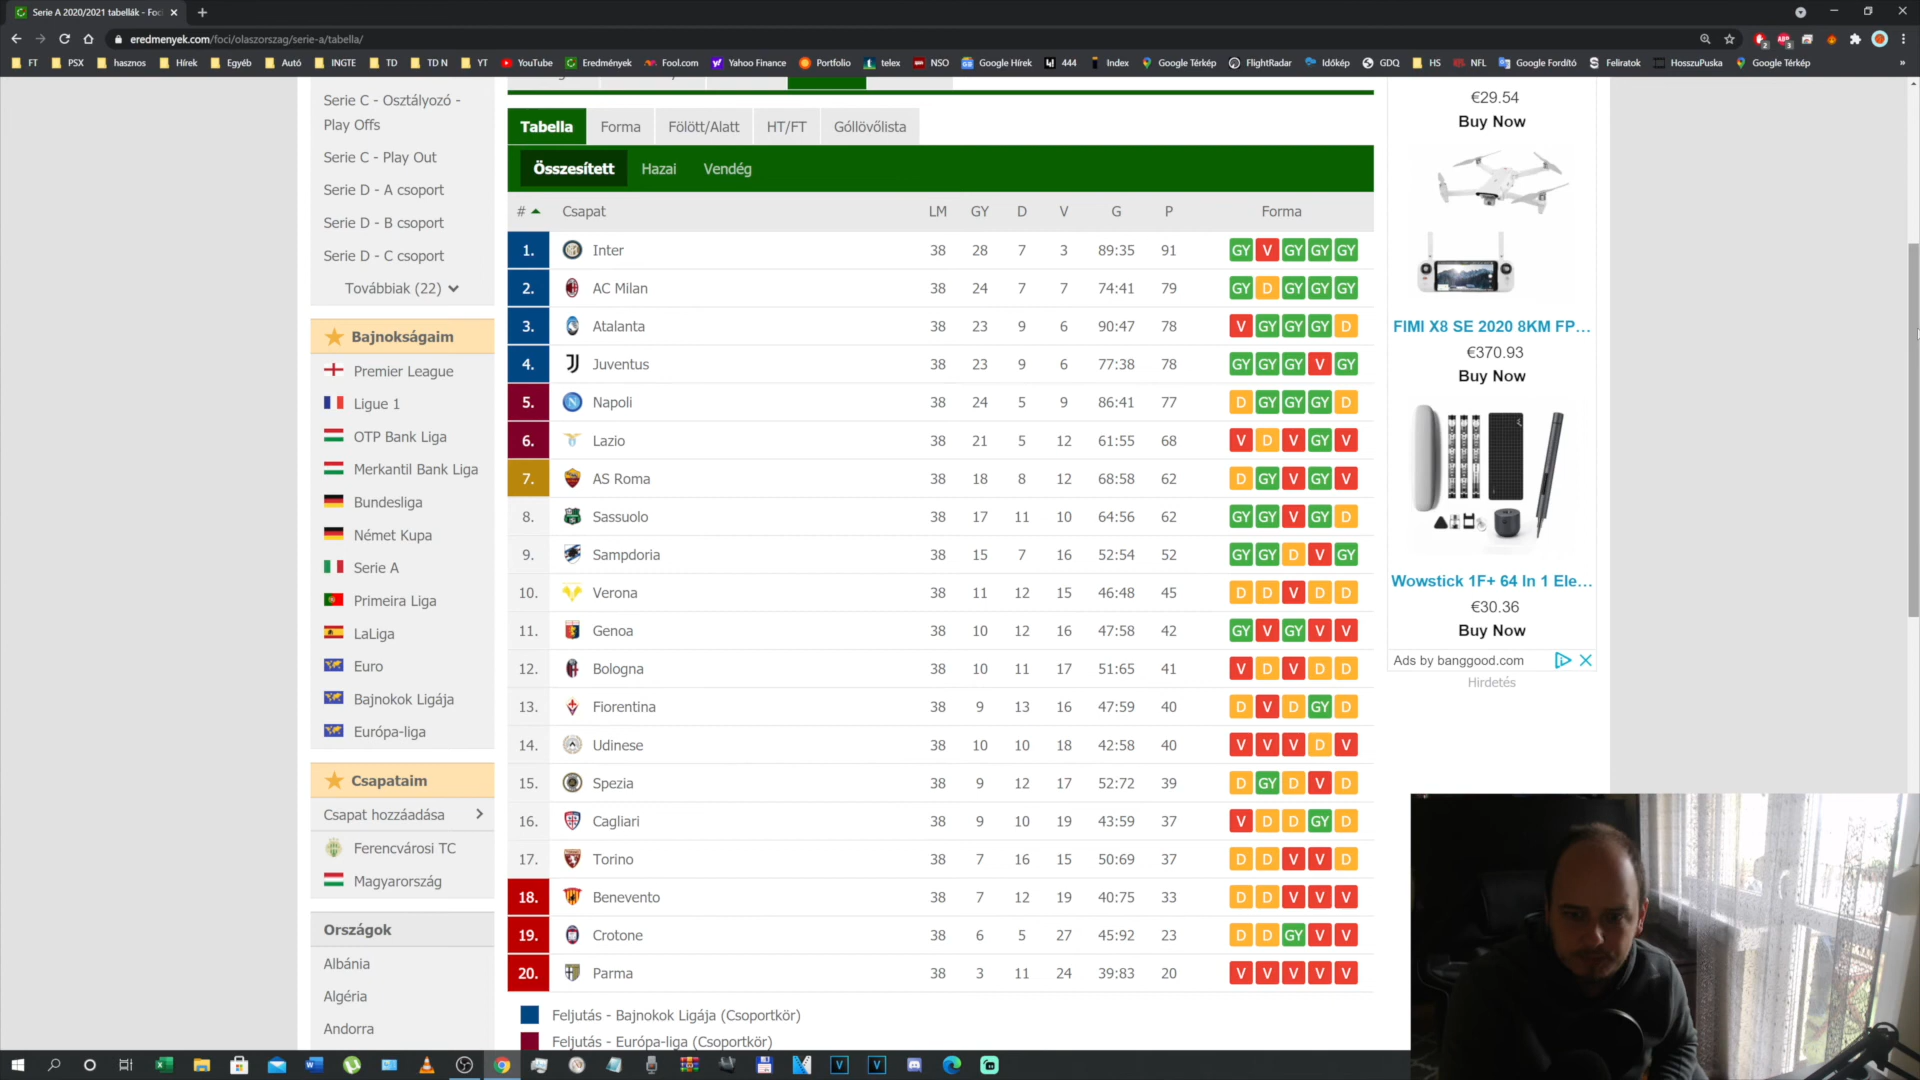 Serie A 2020/2021 tabellák - Foci
eredmenyek.com/foci/olaszorszag/serie-a/tabella/
FT PSX hasznos Hírek Egyéb Autó INGTE TD TD N YT YouTube Eredmények Fool.com Yahoo Finance Portfolio telex NSO Google Hírek 444 Index Google Térkép FlightRadar Időkép GDQ HS NFL Google Fordító Feliratok HosszuPuska Google Térkép
Serie C - Osztályozó -
Play Offs
Serie C - Play Out
Serie D - A csoport
Serie D - B csoport
Serie D - C csoport
Továbbiak (22)
Bajnokságaim
Premier League
Ligue 1
OTP Bank Liga
Merkantil Bank Liga
Bundesliga
Német Kupa
Serie A
Primeira Liga
LaLiga
Euro
Bajnokok Ligája
Európa-liga
Csapataim
Csapat hozzáadása
Ferencvárosi TC
Magyarország
Országok
Albánia
Algéria
Andorra
Tabella Forma Fölött/Alatt HT/FT Góllövőlista
Összesített Hazai Vendég
# Csapat LM GY D V G P Forma
1. Inter 38 28 7 3 89:35 91 GY V GY GY GY
2. AC Milan 38 24 7 7 74:41 79 GY D GY GY GY
3. Atalanta 38 23 9 6 90:47 78 V GY GY GY D
4. Juventus 38 23 9 6 77:38 78 GY GY GY V GY
5. Napoli 38 24 5 9 86:41 77 D GY GY GY D
6. Lazio 38 21 5 12 61:55 68 V D V GY V
7. AS Roma 38 18 8 12 68:58 62 D GY V GY V
8. Sassuolo 38 17 11 10 64:56 62 GY GY V GY D
9. Sampdoria 38 15 7 16 52:54 52 GY GY D V GY
10. Verona 38 11 12 15 46:48 45 D D V D D
11. Genoa 38 10 12 16 47:58 42 GY V GY V V
12. Bologna 38 10 11 17 51:65 41 V D V D D
13. Fiorentina 38 9 13 16 47:59 40 D V D GY D
14. Udinese 38 10 10 18 42:58 40 V V V D V
15. Spezia 38 9 12 17 52:72 39 D GY D V D
16. Cagliari 38 9 10 19 43:59 37 V D D GY D
17. Torino 38 7 16 15 50:69 37 D D V V D
18. Benevento 38 7 12 19 40:75 33 D D V V V
19. Crotone 38 6 5 27 45:92 23 D D GY V V
20. Parma 38 3 11 24 39:83 20 V V V V V
Feljutás - Bajnokok Ligája (Csoportkör)
Feljutás - Európa-liga (Csoportkör)
€29.54
Buy Now
FIMI X8 SE 2020 8KM FP...
€370.93
Buy Now
Wowstick 1F+ 64 In 1 Ele...
€30.36
Buy Now
Ads by banggood.com
Hirdetés